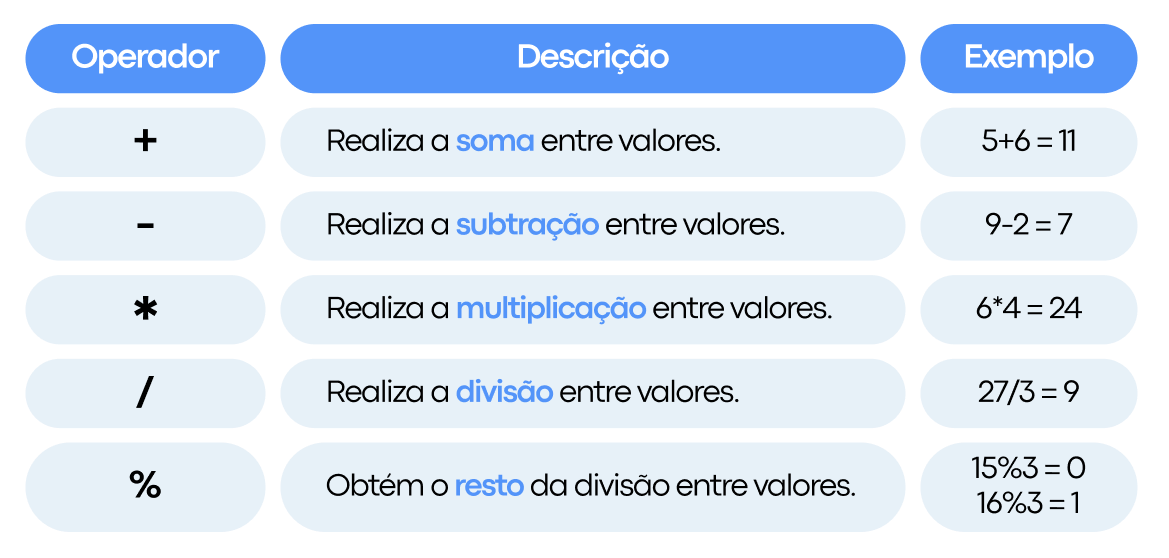 Operador Descrição Exemplo
+ Realiza a soma entre valores. 5+6 = 11
- Realiza a subtração entre valores. 9-2 = 7
* Realiza a multiplicação entre valores. 6*4 = 24
/ Realiza a divisão entre valores. 27/3 = 9
% Obtém o resto da divisão entre valores. 15%3 = 0
16%3 = 1